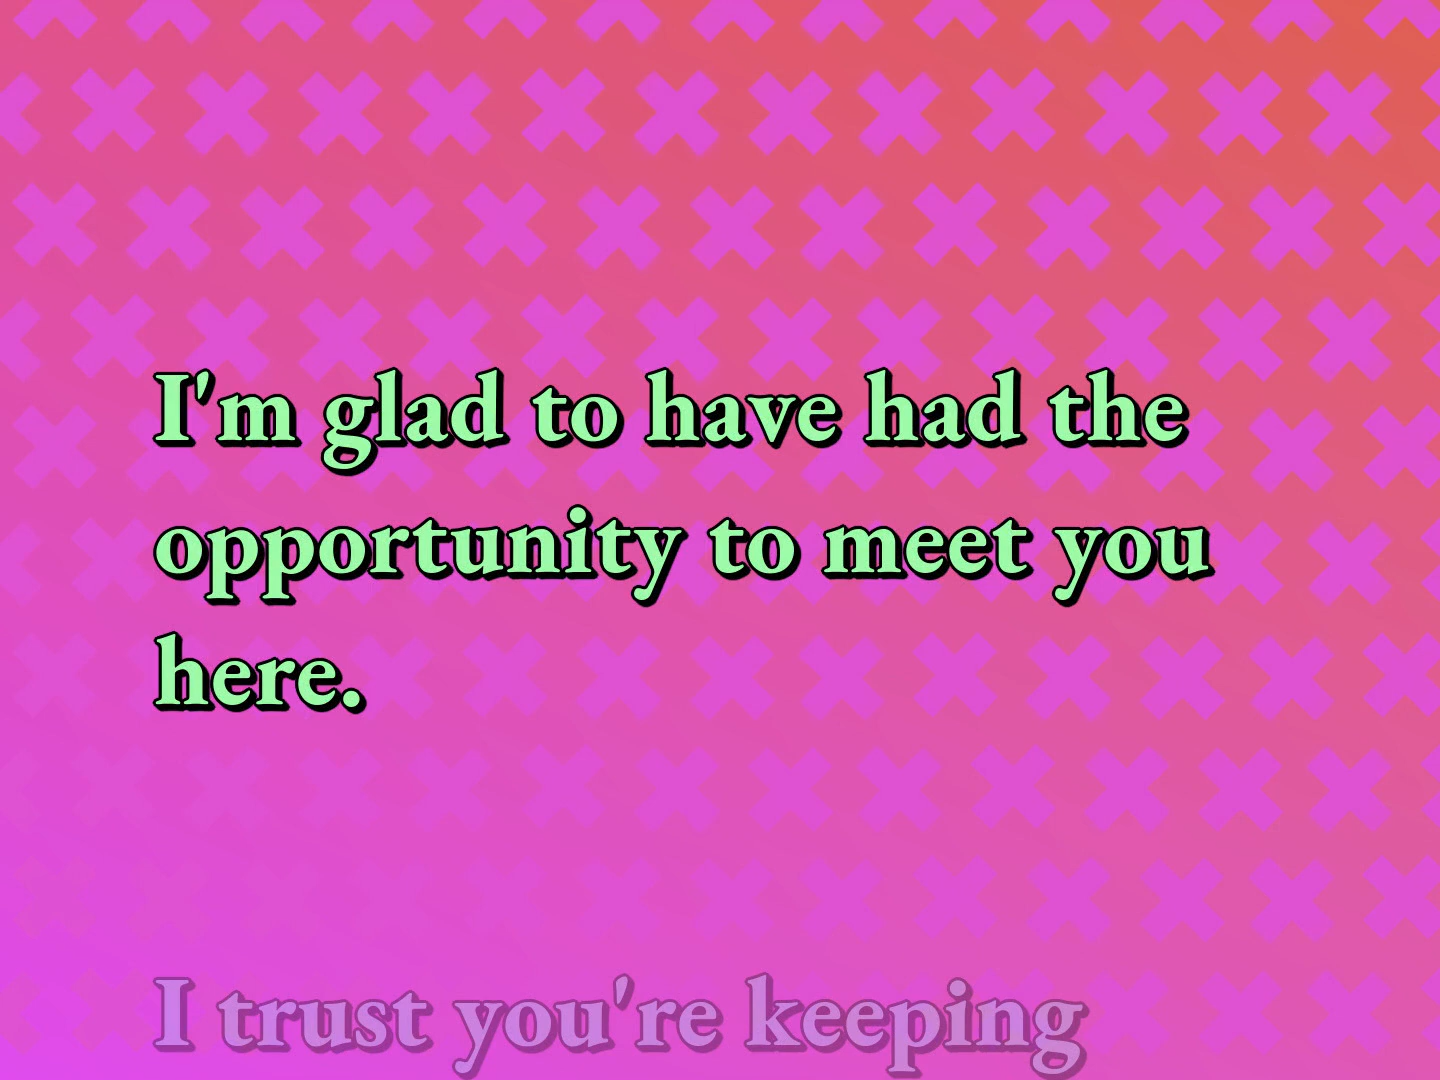 I'm glad to have had the
opportunity to meet you
here.
I trust you're keeping